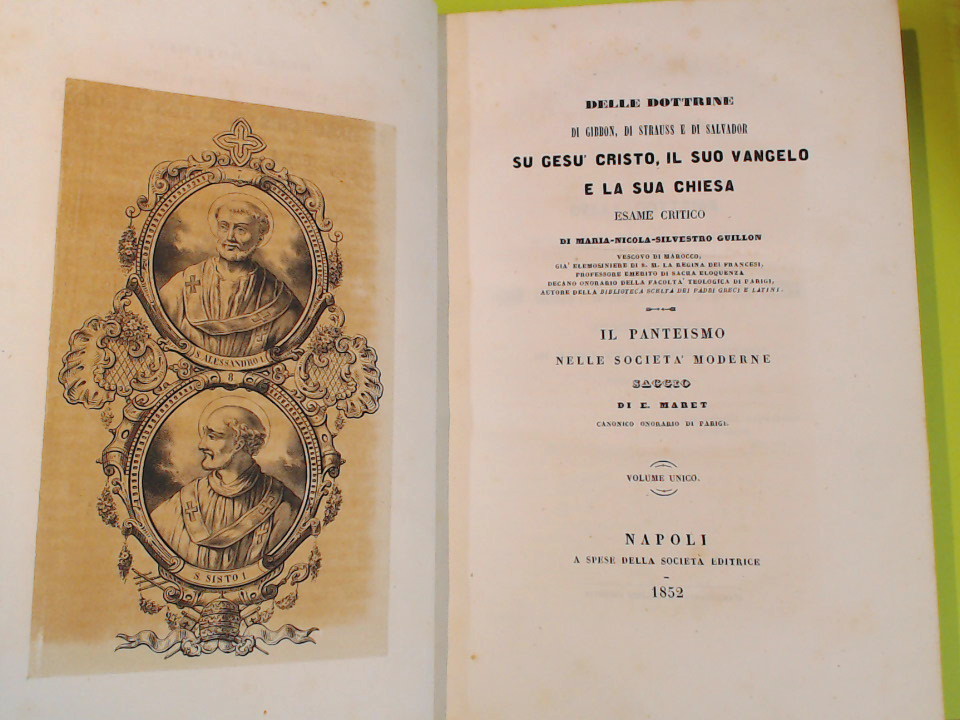 S. ALESSANDRO I.
8
S. SISTO I.
DELLE DOTTRINE
DI GIBBON, DI STRAUSS E DI SALVADOR
SU GESU' CRISTO, IL SUO VANGELO
E LA SUA CHIESA
ESAME CRITICO
DI MARIA-NICOLA-SILVESTRO GUILLON
VESCOVO DI MAROCCO,
GIA' ELEMOSINIERE DI S. M. LA REGINA DEI FRANCESI,
PROFESSORE EMERITO DI SACRA ELOQUENZA
DECANO ONORARIO DELLA FACOLTA' TEOLOGICA DI PARIGI,
AUTORE DELLA BIBLIOTECA SCELTA DEI PADRI GRECI E LATINI.
IL PANTEISMO
NELLE SOCIETA' MODERNE
SAGGIO
DI E. MARET
CANONICO ONORARIO DI PARIGI.
VOLUME UNICO.
NAPOLI
A SPESE DELLA SOCIETÀ EDITRICE
1852